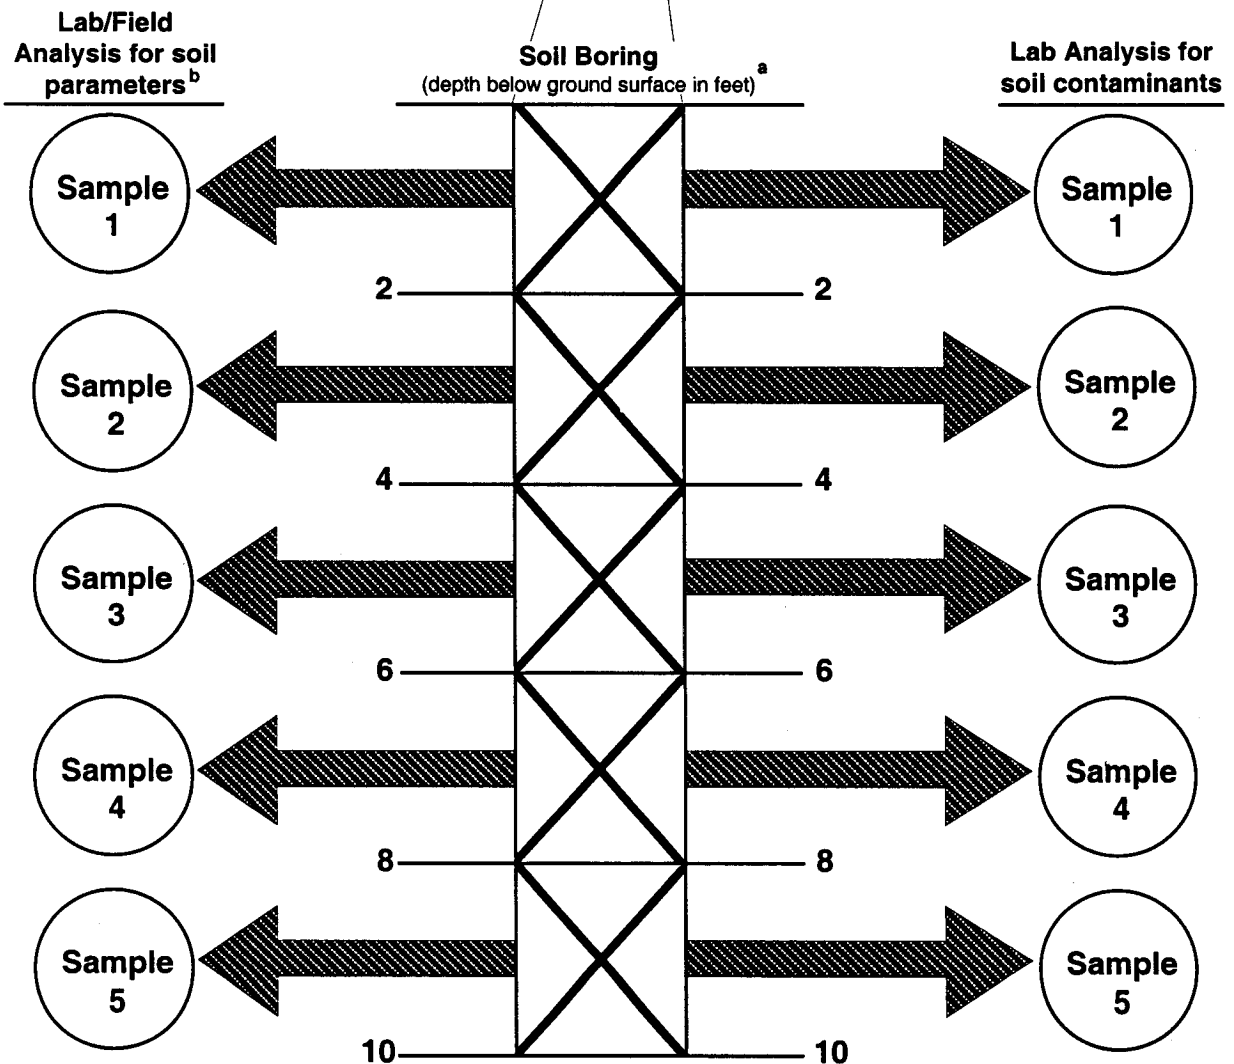 Lab/Field
Analysis for soil
parameters b
Soil Boring
(depth below ground surface in feet) a
Lab Analysis for
soil contaminants
Sample
1
Sample
1
2
2
Sample
2
Sample
2
4
4
Sample
3
Sample
3
6
6
Sample
4
Sample
4
8
8
Sample
5
Sample
5
10
10